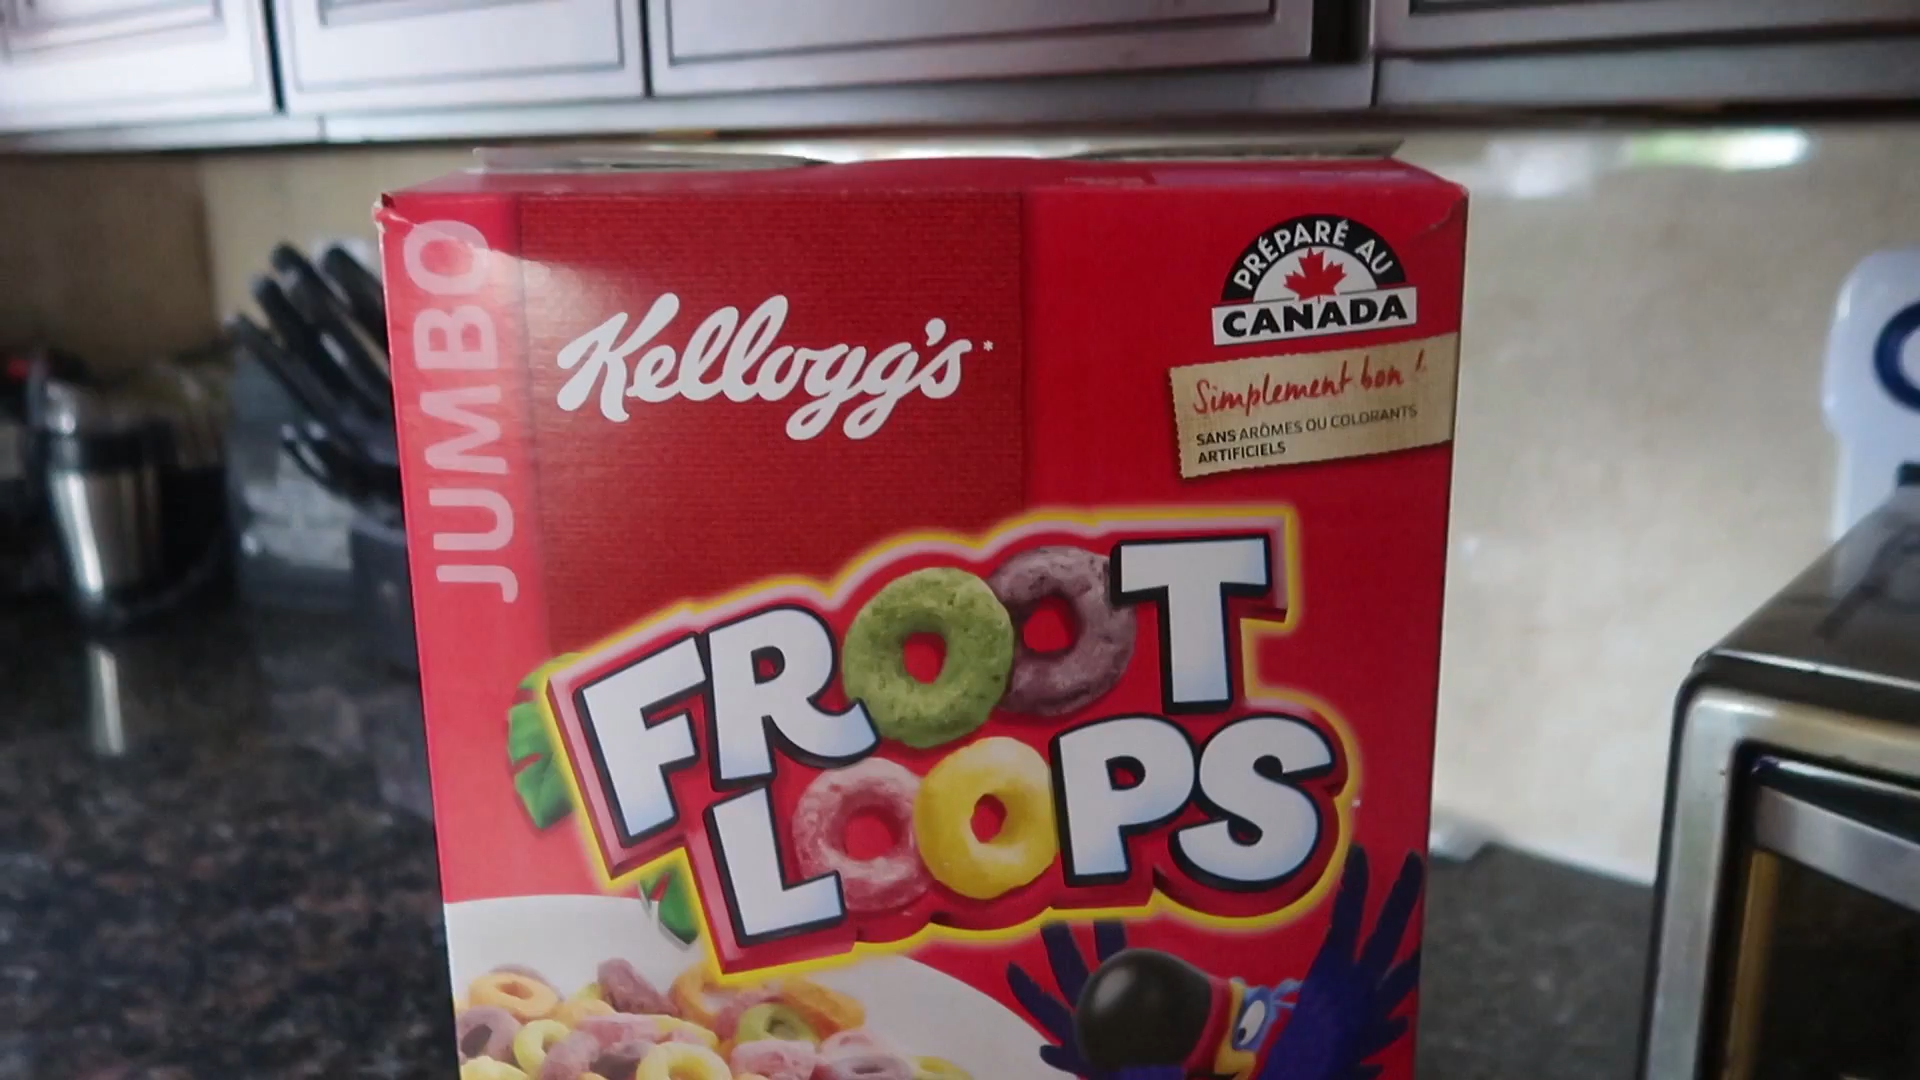 JUMBO
Kellogg's*
PRÉPARÉ AU
CANADA
Simplement bon !
SANS ARÔMES OU COLORANTS
ARTIFICIELS
FROOT
LOOPS